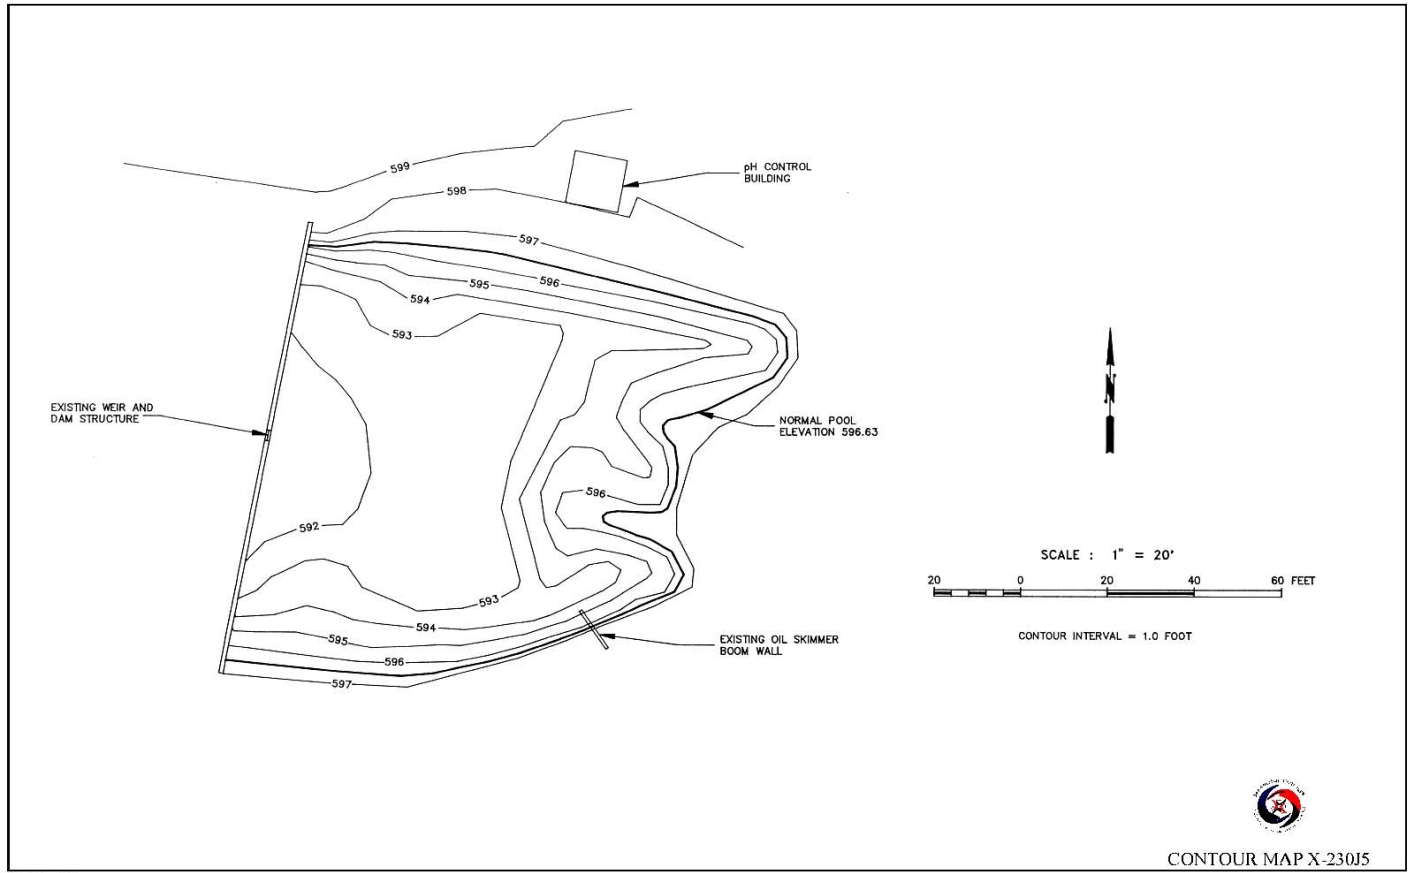 599
598
pH CONTROL
BUILDING
597
596
595
594
593
EXISTING WEIR AND
DAM STRUCTURE
NORMAL POOL
ELEVATION 596.63
596
592
593
594
595
596
597
EXISTING OIL SKIMMER
BOOM WALL
N
SCALE : 1" = 20'
20 0 20 40 60 FEET
CONTOUR INTERVAL = 1.0 FOOT
CONTOUR MAP X-230J5